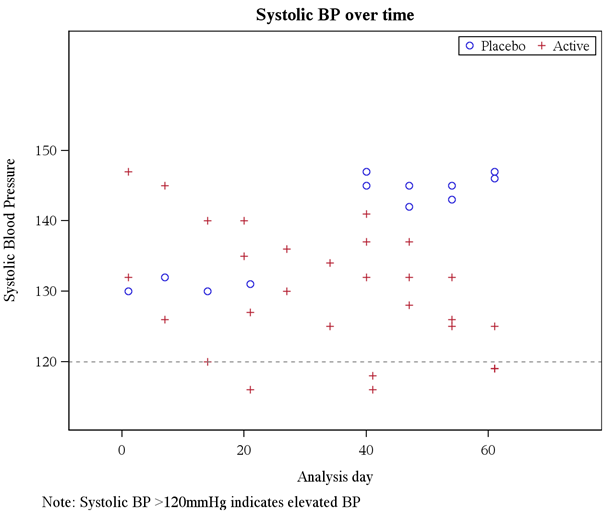 Systolic BP over time
Placebo Active
150
140
130
120
Systolic Blood Pressure
0 20 40 60
Analysis day
Note: Systolic BP >120mmHg indicates elevated BP